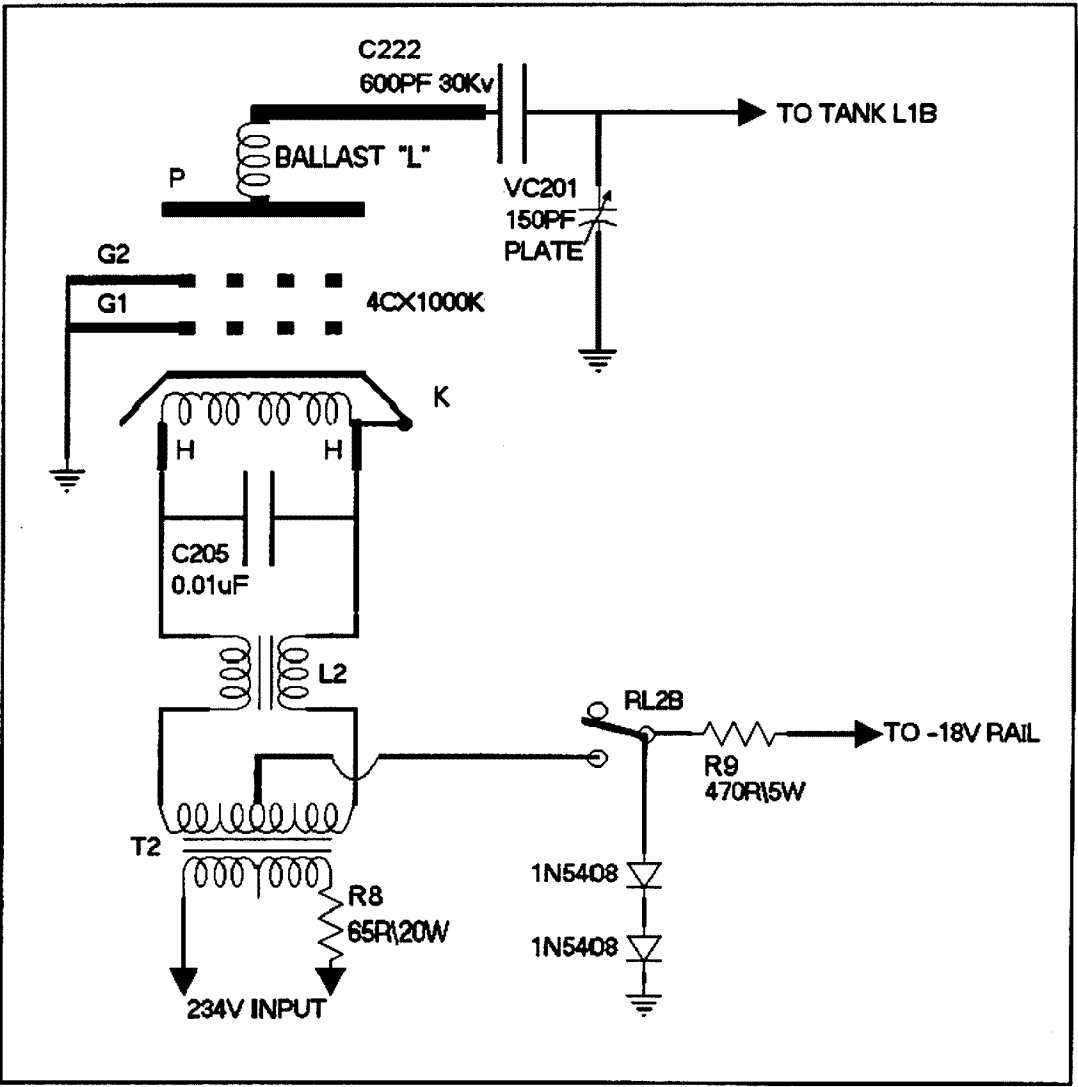 C222
600PF 30Kv
TO TANK L1B
BALLAST "L"
P
VC201
150PF
PLATE
G2
G1
4CX1000K
K
H H
C205
0.01uF
L2
RL2B
TO -18V RAIL
R9
470R\5W
T2
1N5408
R8
65R\20W
1N5408
234V INPUT